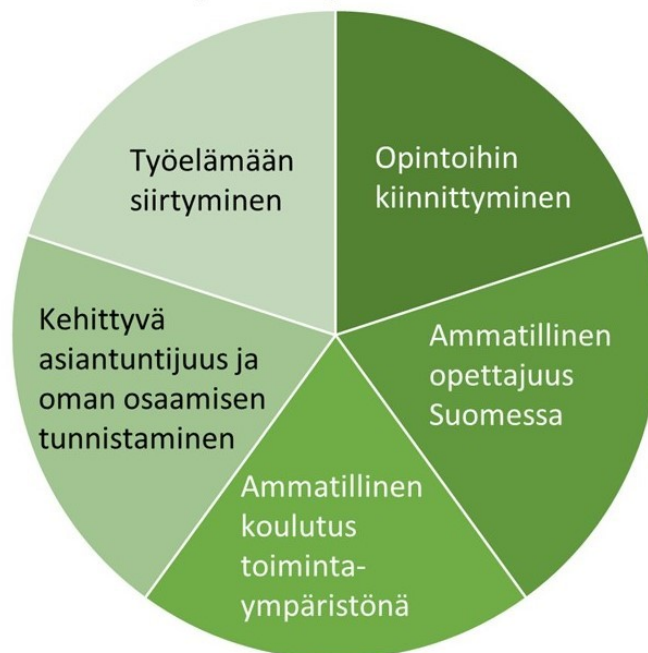 Opintoihin
kiinnittyminen
Ammatillinen
opettajuus
Suomessa
Ammatillinen
koulutus
toiminta-
ympäristönä
Kehittyvä
asiantuntijuus ja
oman osaamisen
tunnistaminen
Työelämään
siirtyminen